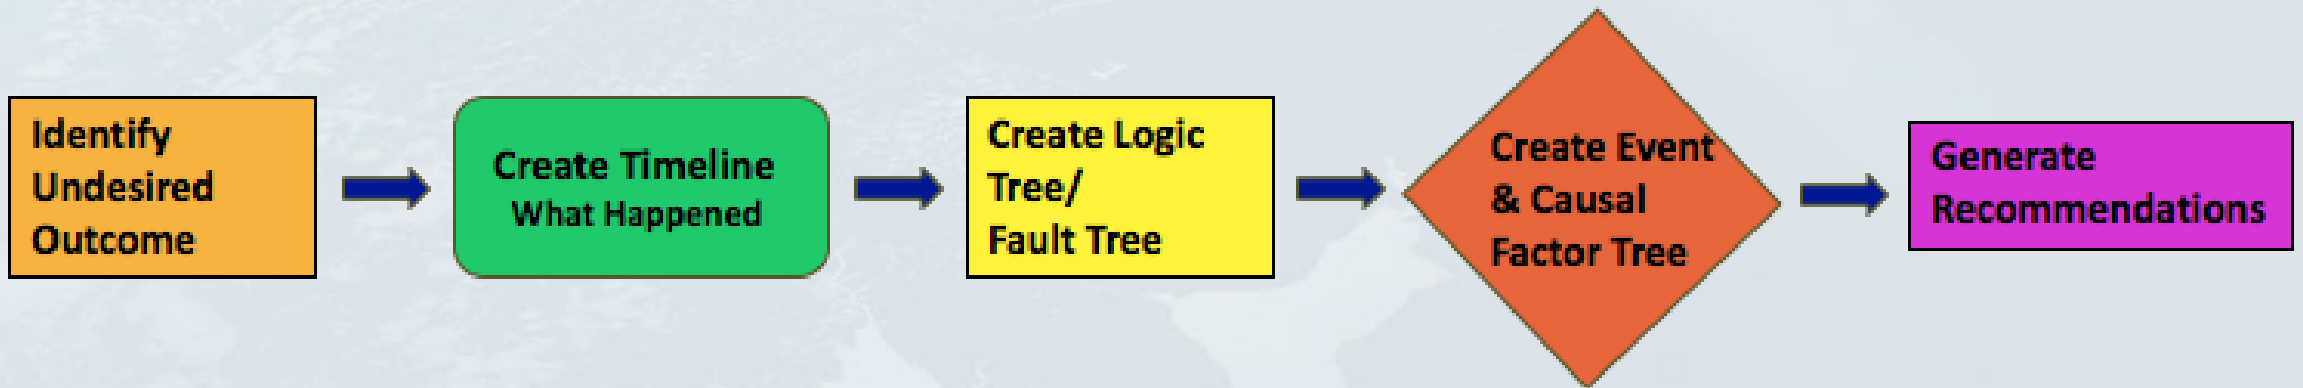 Identify
Undesired
Outcome
Create Timeline
What Happened
Create Logic
Tree/
Fault Tree
Create Event
& Causal
Factor Tree
Generate
Recommendations